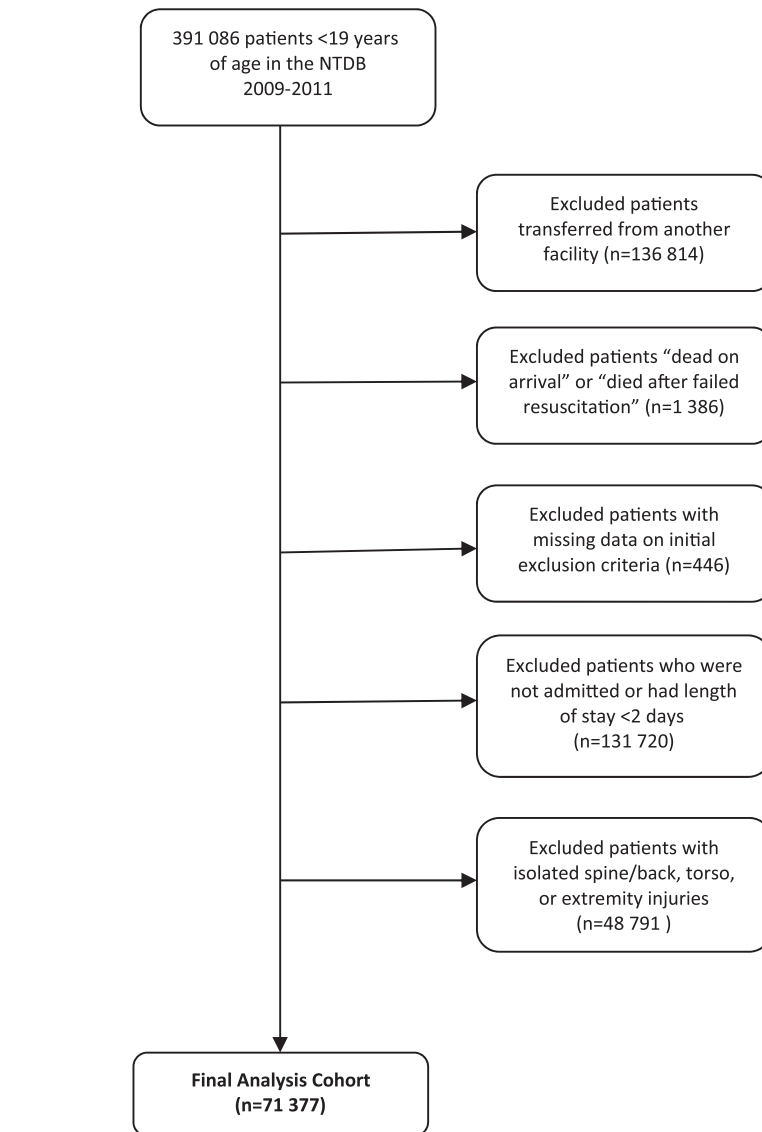 391 086 patients <19 years
of age in the NTDB
2009-2011
Excluded patients
transferred from another
facility (n=136 814)
Excluded patients “dead on
arrival” or “died after failed
resuscitation” (n=1 386)
Excluded patients with
missing data on initial
exclusion criteria (n=446)
Excluded patients who were
not admitted or had length
of stay <2 days
(n=131 720)
Excluded patients with
isolated spine/back, torso,
or extremity injuries
(n=48 791 )
Final Analysis Cohort
(n=71 377)